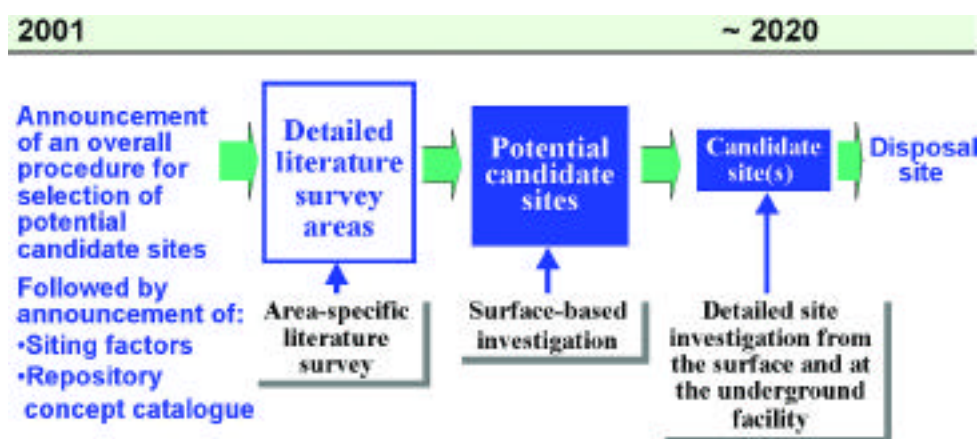 2001
~ 2020
Announcement
of an overall
procedure for
selection of
potential
candidate sites
Followed by
announcement of:
•Siting factors
•Repository
concept catalogue
Detailed
literature
survey
areas
Area-specific
literature
survey
Potential
candidate
sites
Surface-based
investigation
Candidate
site(s)
Detailed site
investigation from
the surface and at
the underground
facility
Disposal
site